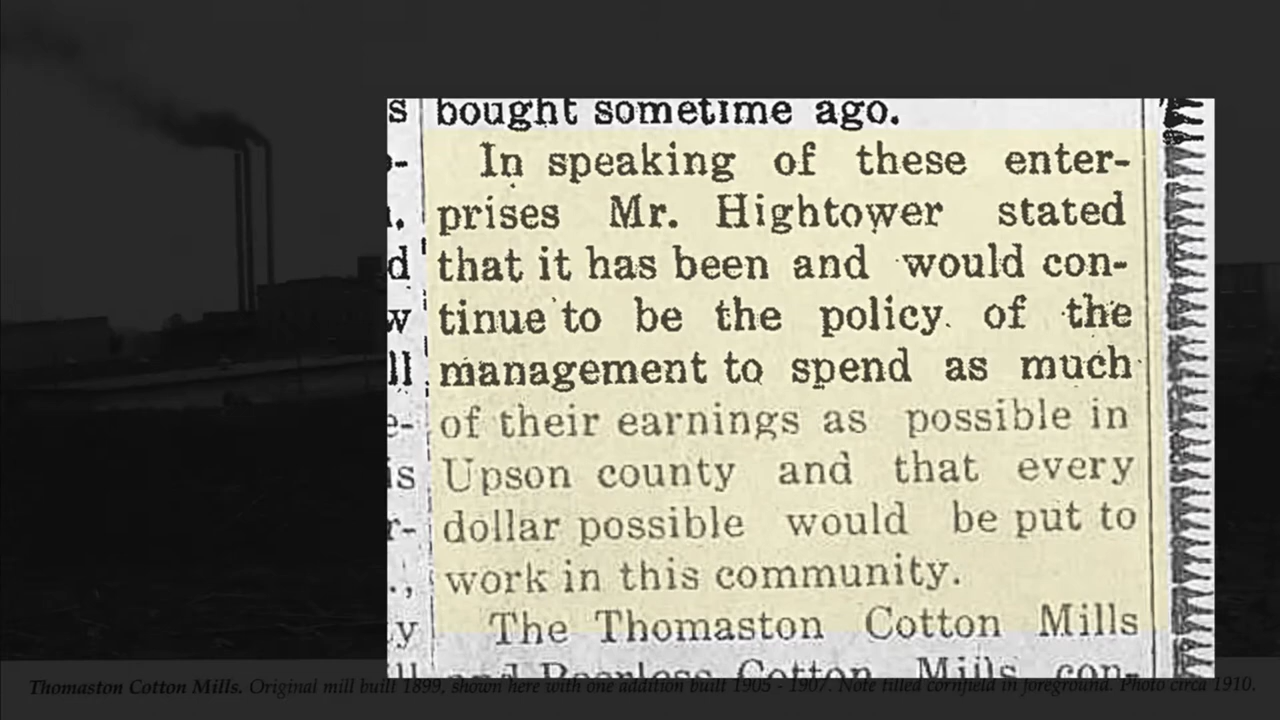 bought sometime ago.
In speaking of these enter-
prises Mr. Hightower stated
that it has been and would con-
tinue to be the policy of the
management to spend as much
of their earnings as possible in
Upson county and that every
dollar possible would be put to
work in this community.
The Thomaston Cotton Mills
and Peerless Cotton Mills con-
Thomaston Cotton Mills. Original mill built 1899, shown here with one addition built 1905 - 1907. Note tilled cornfield in foreground. Photo circa 1910.